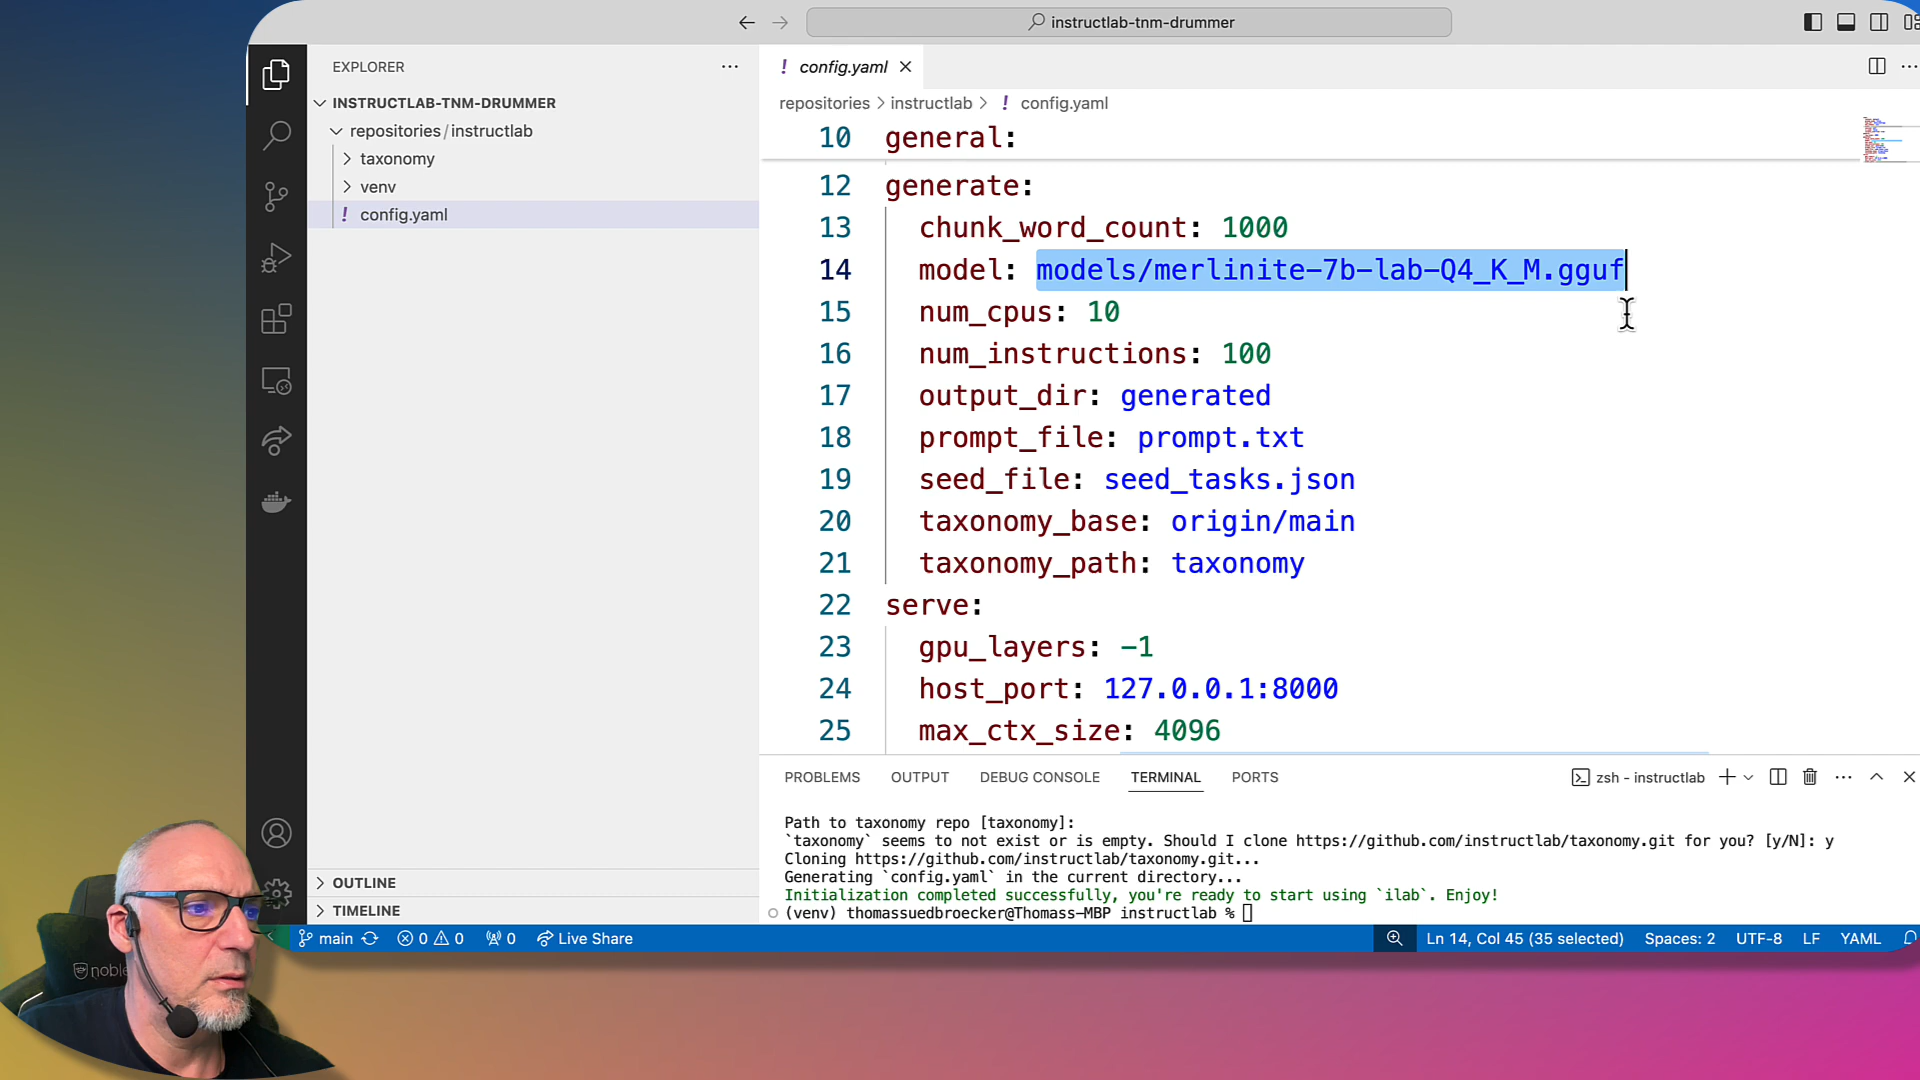 instructlab-tnm-drummer
EXPLORER
INSTRUCTLAB-TNM-DRUMMER
repositories/instructlab
taxonomy
venv
! config.yaml
! config.yaml
repositories > instructlab > ! config.yaml
10 general:
12 generate:
13 chunk_word_count: 1000
14 model: models/merlinite-7b-lab-Q4_K_M.gguf
15 num_cpus: 10
16 num_instructions: 100
17 output_dir: generated
18 prompt_file: prompt.txt
19 seed_file: seed_tasks.json
20 taxonomy_base: origin/main
21 taxonomy_path: taxonomy
22 serve:
23 gpu_layers: -1
24 host_port: 127.0.0.1:8000
25 max_ctx_size: 4096
PROBLEMS OUTPUT DEBUG CONSOLE TERMINAL PORTS
zsh - instructlab
Path to taxonomy repo [taxonomy]:
`taxonomy` seems to not exist or is empty. Should I clone https://github.com/instructlab/taxonomy.git for you? [y/N]: y
Cloning https://github.com/instructlab/taxonomy.git...
Generating `config.yaml` in the current directory...
Initialization completed successfully, you're ready to start using `ilab`. Enjoy!
(venv) thomassuedbroecker@Thomass-MBP instructlab %
OUTLINE
TIMELINE
main 0 0 0 Live Share
Ln 14, Col 45 (35 selected) Spaces: 2 UTF-8 LF YAML
noble